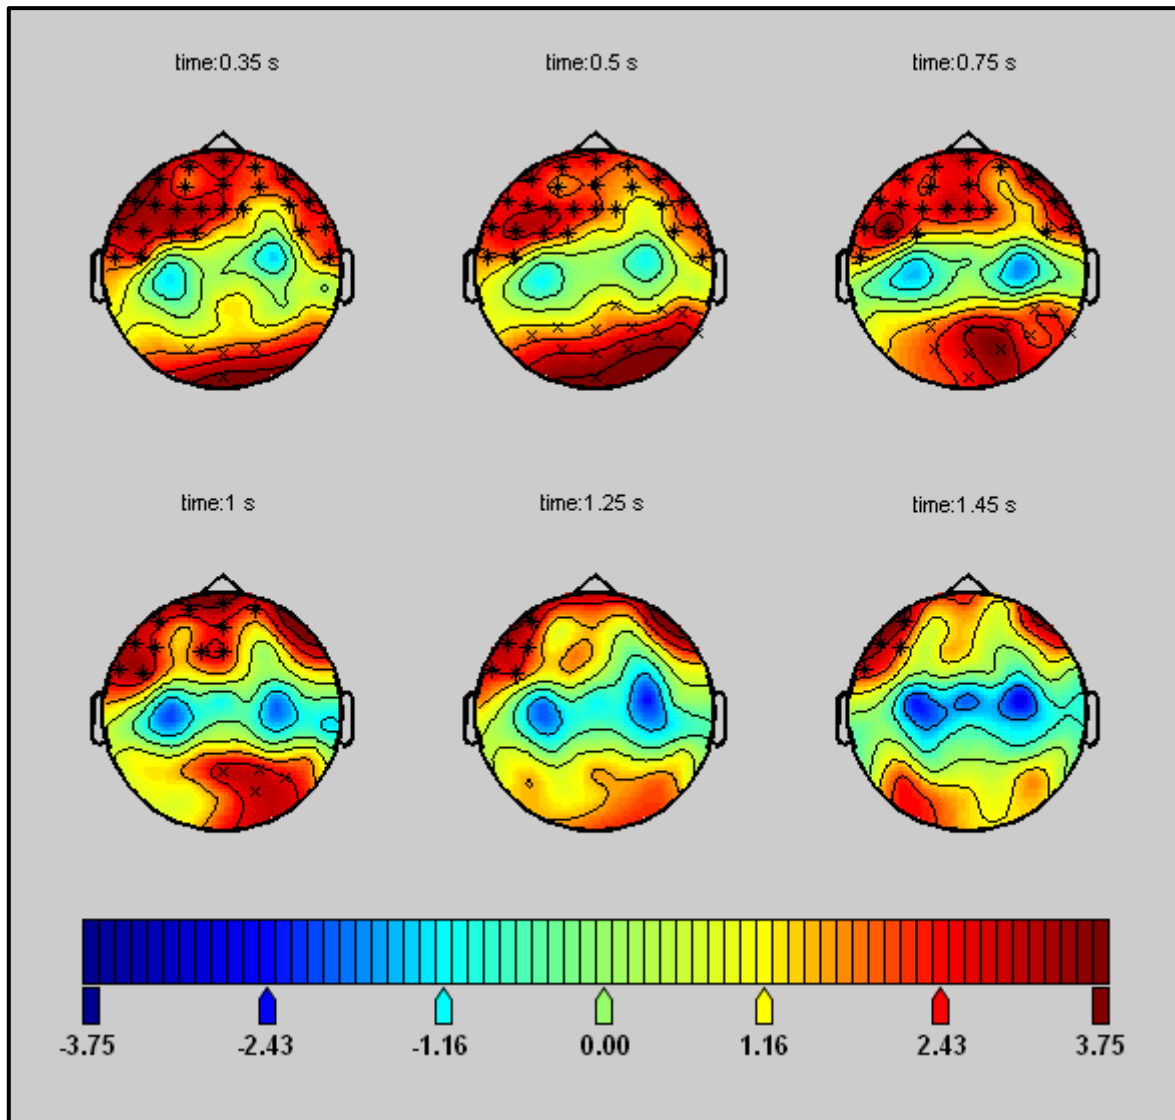 time:0.35 s
time:0.5 s
time:0.75 s
time:1 s
time:1.25 s
time:1.45 s
-3.75 -2.43 -1.16 0.00 1.16 2.43 3.75